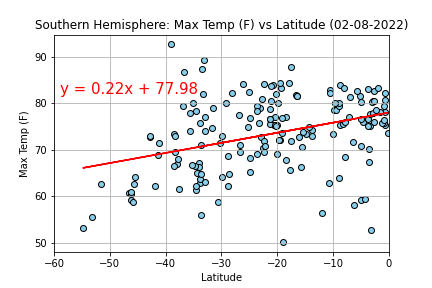 Southern Hemisphere: Max Temp (F) vs Latitude (02-08-2022)
90
y = 0.22x + 77.98
80
Max Temp (F)
70
60
50
−60 −50 −40 −30 −20 −10 0
Latitude